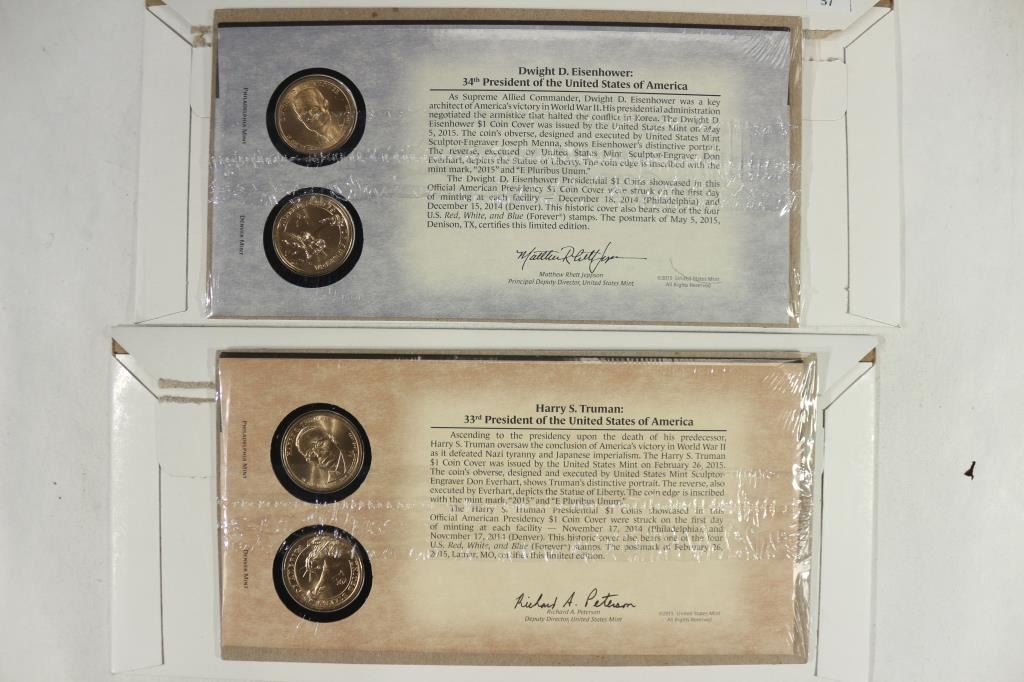 57
Dwight D. Eisenhower:
34th President of the United States of America
As Supreme Allied Commander, Dwight D. Eisenhower was a key
architect of America's victory in World War II. His presidential administration
negotiated the armistice that halted the conflict in Korea. The Dwight D.
Eisenhower $1 Coin Cover was issued by the United States Mint on May
5, 2015. The coin's obverse, designed and executed by United States Mint
Sculptor-Engraver Joseph Menna, shows Eisenhower's distinctive portrait.
The reverse, executed by United States Mint Sculptor-Engraver Don
Everhart, depicts the Statue of Liberty. The coin edge is inscribed with the
mint mark, "2015" and "E Pluribus Unum."
The Dwight D. Eisenhower Presidential $1 Coins showcased in this
Official American Presidency $1 Coin Cover were struck on the first day
of minting at each facility — December 18, 2014 (Philadelphia) and
December 15, 2014 (Denver). This historic cover also bears one of the four
U.S. Red, White, and Blue (Forever®) stamps. The postmark of May 5, 2015,
Denison, TX, certifies this limited edition.
Matthew Rhett Jeppson
Matthew Rhett Jeppson
Principal Deputy Director, United States Mint
©2015 United States Mint
All Rights Reserved
PHILADELPHIA MINT
DENVER MINT
Harry S. Truman:
33rd President of the United States of America
Ascending to the presidency upon the death of his predecessor,
Harry S. Truman oversaw the conclusion of America's victory in World War II
as it defeated Nazi tyranny and Japanese imperialism. The Harry S. Truman
$1 Coin Cover was issued by the United States Mint on February 26, 2015.
The coin's obverse, designed and executed by United States Mint Sculptor-
Engraver Don Everhart, shows Truman's distinctive portrait. The reverse, also
executed by Everhart, depicts the Statue of Liberty. The coin edge is inscribed
with the mint mark, "2015" and "E Pluribus Unum."
The Harry S. Truman Presidential $1 Coins showcased in this
Official American Presidency $1 Coin Cover were struck on the first day
of minting at each facility — November 17, 2014 (Philadelphia) and
November 17, 2014 (Denver). This historic cover also bears one of the four
U.S. Red, White, and Blue (Forever®) stamps. The postmark of February 26,
2015, Lamar, MO, certifies this limited edition.
Richard A. Peterson
Richard A. Peterson
Deputy Director, United States Mint
©2015 United States Mint
All Rights Reserved
PHILADELPHIA MINT
DENVER MINT